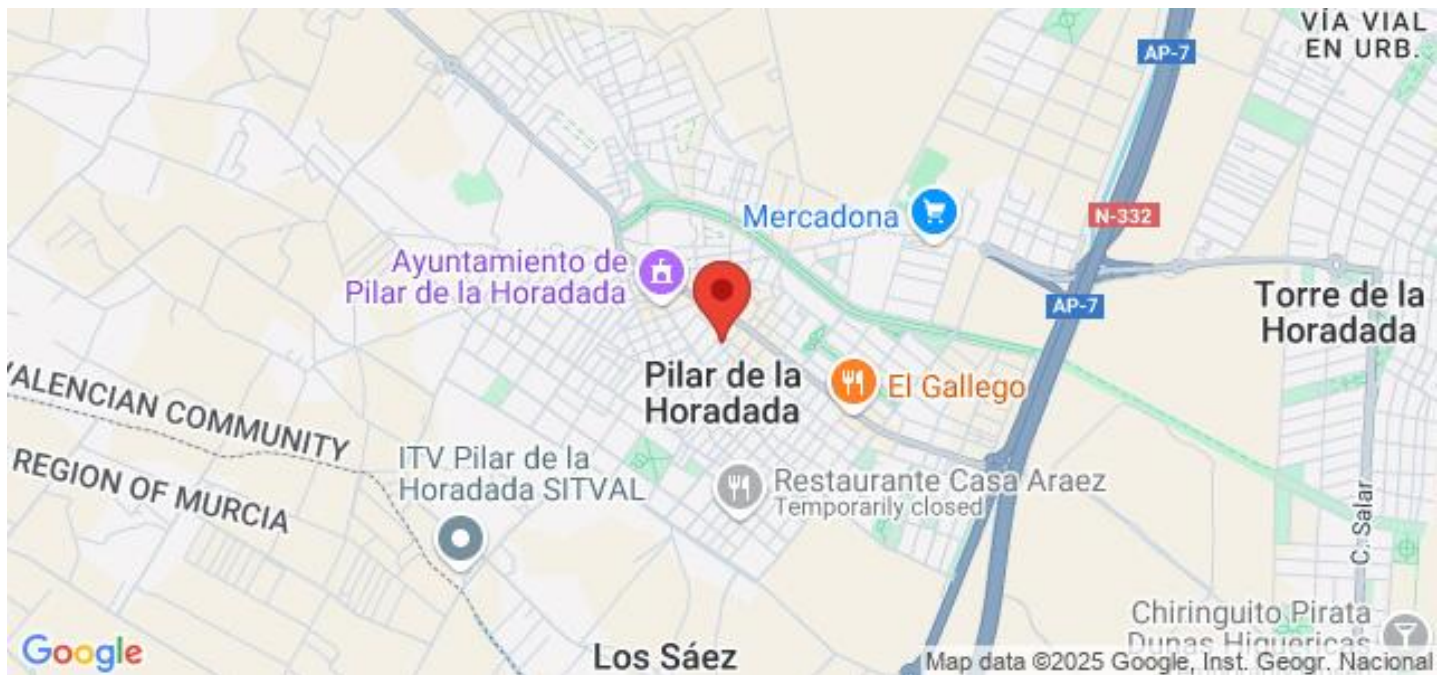 VÍA VIAL
EN URB.
AP-7
Mercadona
N-332
Ayuntamiento de
Pilar de la Horadada
AP-7
Torre de la
Horadada
Pilar de la
Horadada
El Gallego
VALENCIAN COMMUNITY
REGION OF MURCIA
ITV Pilar de la
Horadada SITVAL
Restaurante Casa Araez
Temporarily closed
C. Salar
Chiringuito Pirata
Dunas Higuericas
Los Sáez
Google
Map data ©2025 Google, Inst. Geogr. Nacional